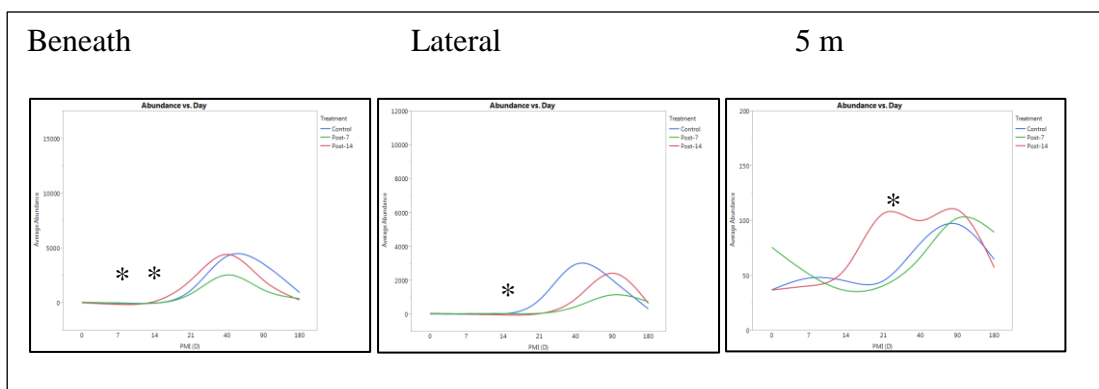 Beneath
Lateral
5 m
Abundance vs. Day
15000
10000
5000
0
Average Abundance
* *
0 7 14 21 40 90 180
PMI (D)
Treatment
Control
Post-7
Post-14
Abundance vs. Day
12000
10000
8000
6000
4000
2000
0
Average Abundance
*
0 7 14 21 40 90 180
PMI (D)
Treatment
Control
Post-7
Post-14
Abundance vs. Day
200
150
100
50
0
Average Abundance
*
0 7 14 21 40 90 180
PMI (D)
Treatment
Control
Post-7
Post-14